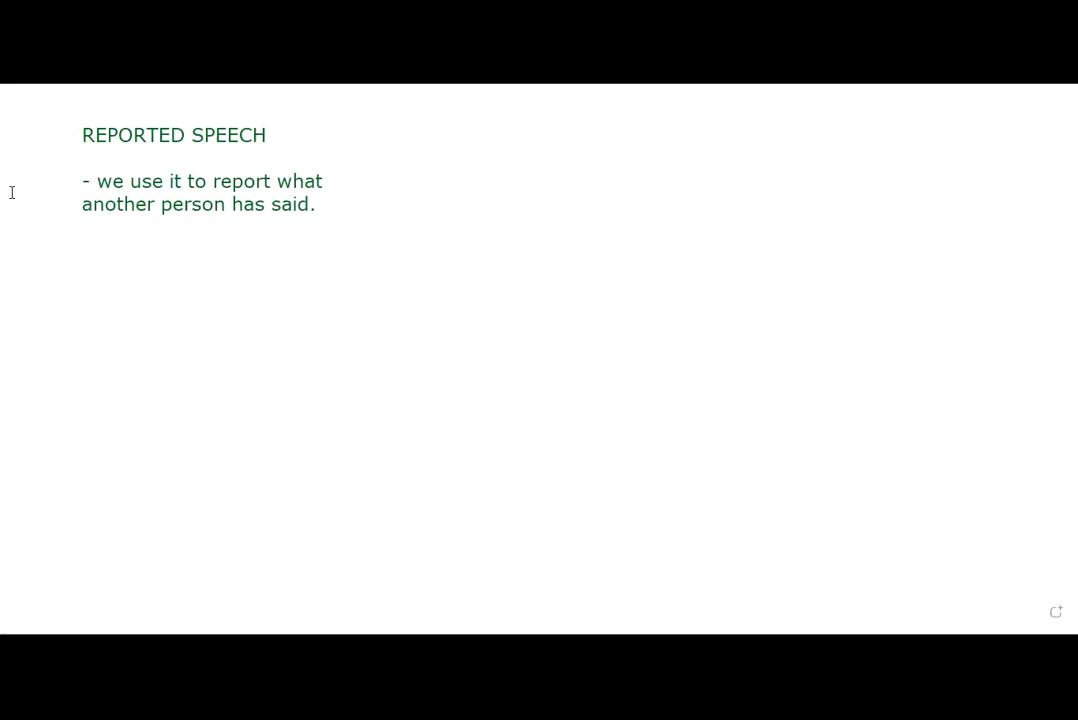 REPORTED SPEECH
- we use it to report what
another person has said.